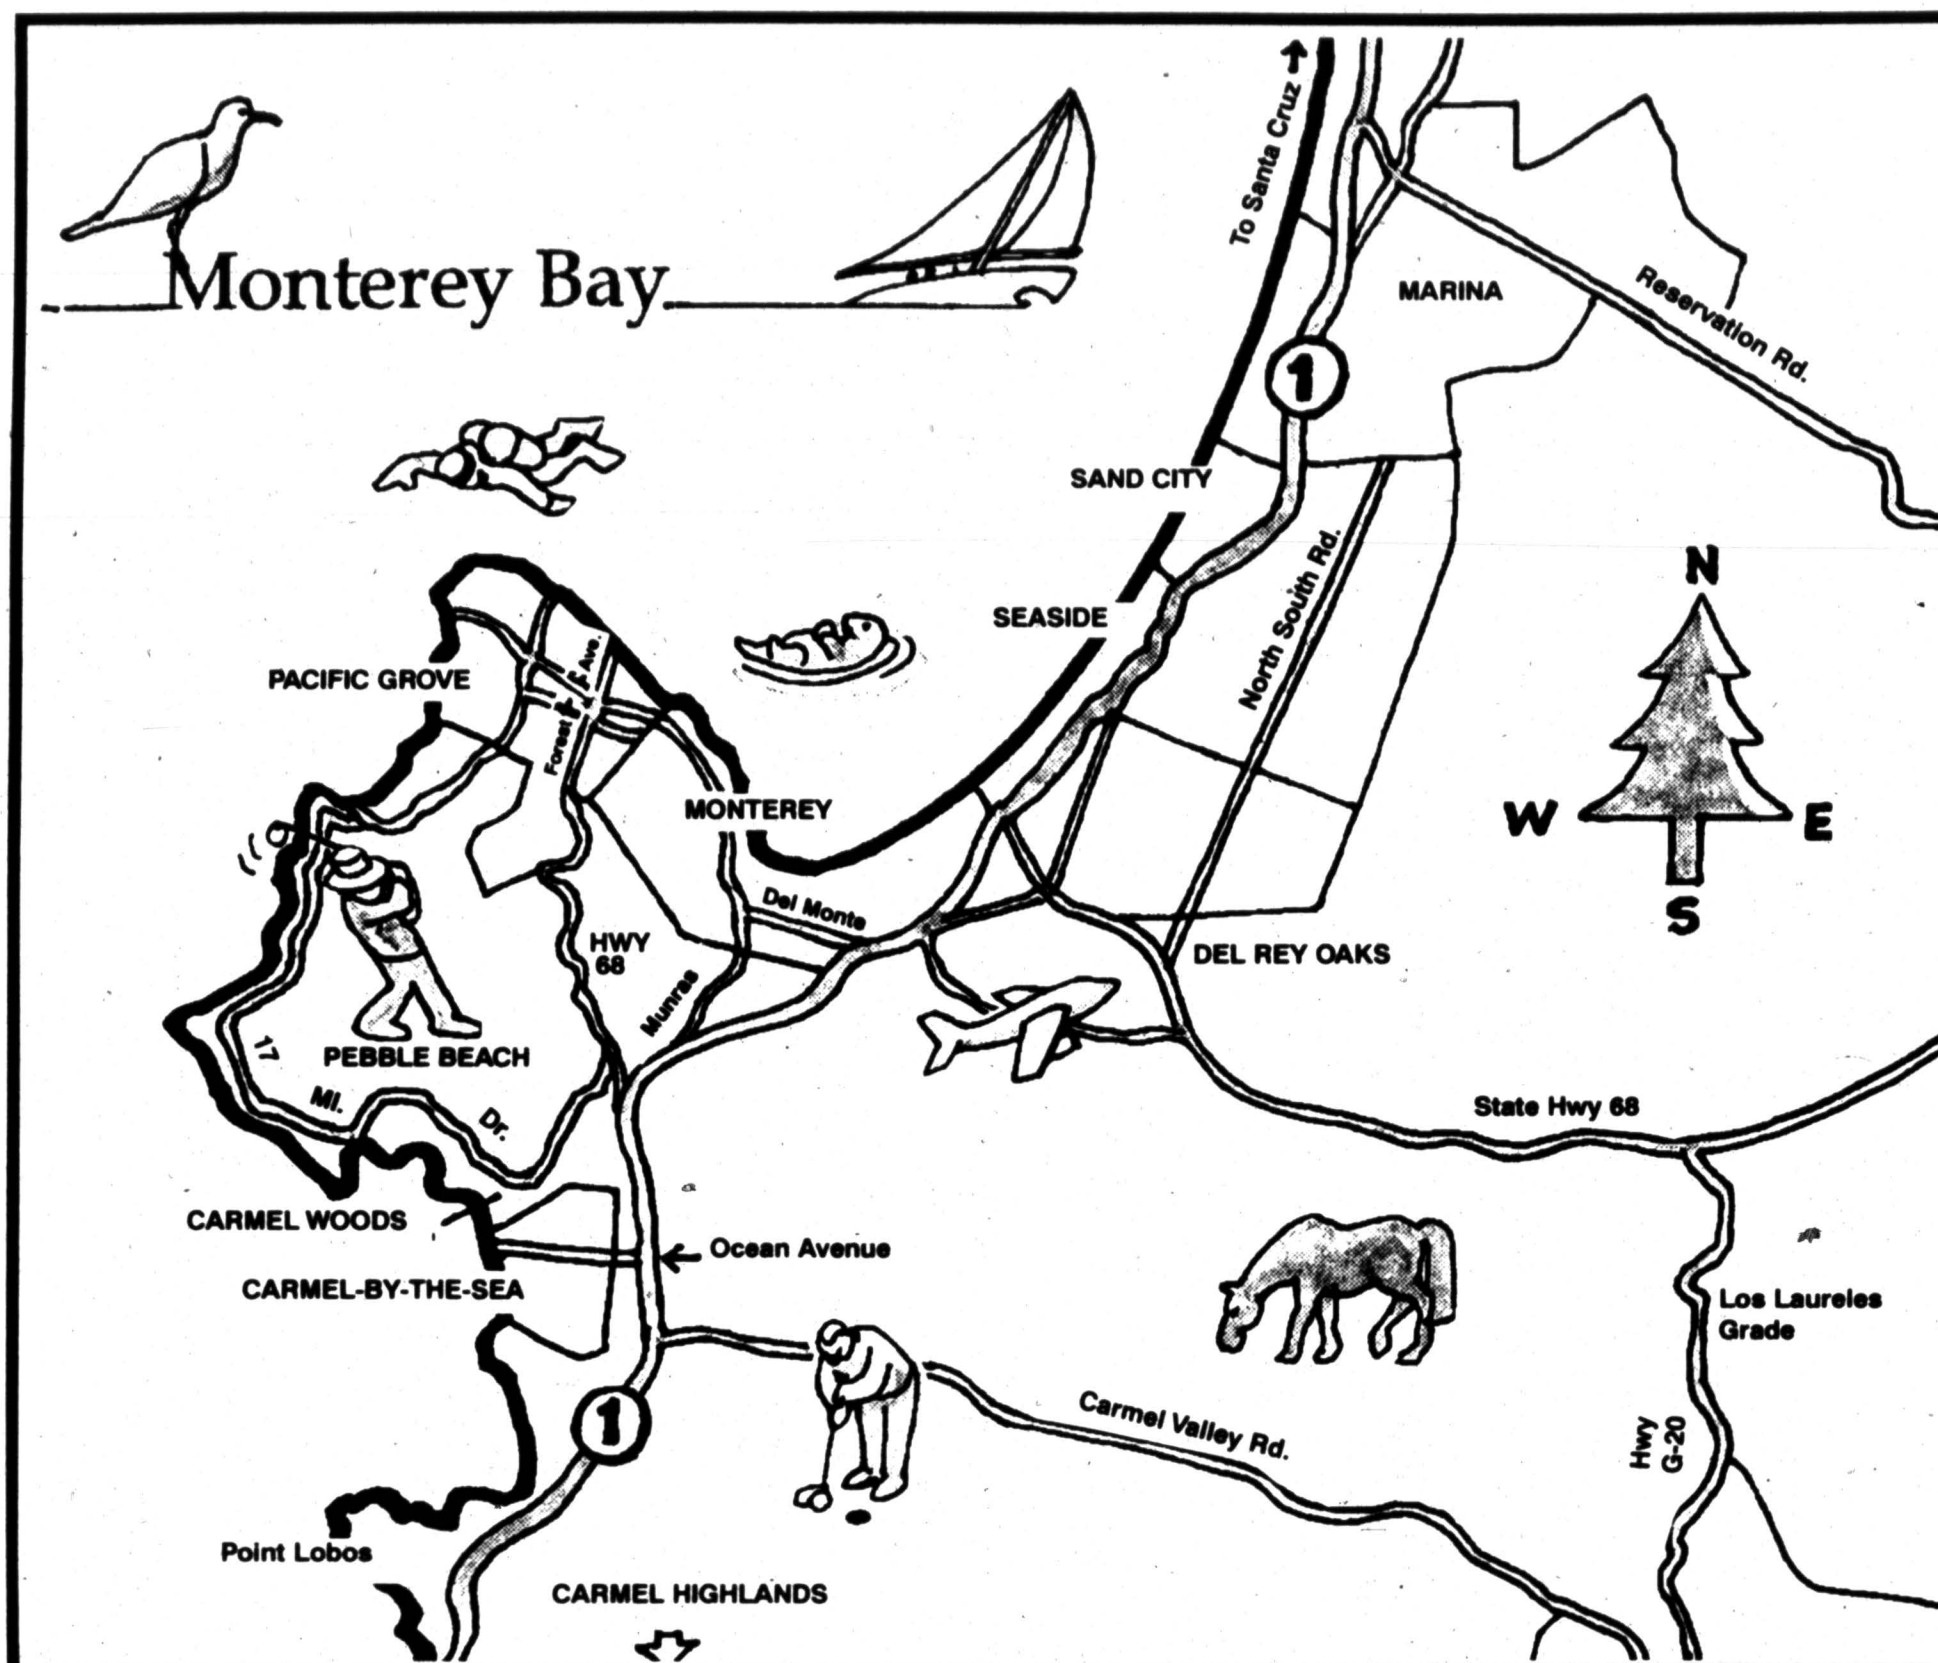 To Santa Cruz
Monterey Bay
MARINA
Reservation Rd.
1
SAND CITY
North South Rd.
N
SEASIDE
PACIFIC GROVE
Forest Ave.
MONTEREY
W E
S
Del Monte
HWY
68
DEL REY OAKS
Munras
17 Mi. Dr.
PEBBLE BEACH
State Hwy 68
CARMEL WOODS
Ocean Avenue
CARMEL-BY-THE-SEA
Los Laureles
Grade
1
Carmel Valley Rd.
Hwy
G-20
Point Lobos
CARMEL HIGHLANDS